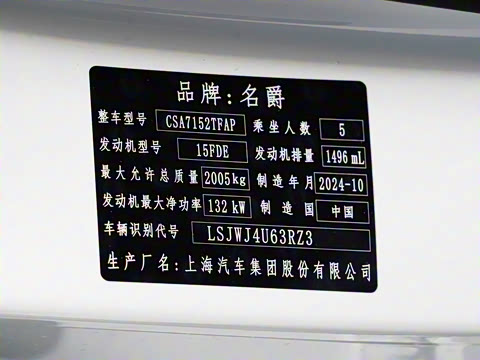 品牌:名爵
整车型号 CSA7152TFAP 乘坐人数 5
发动机型号 15FDE 发动机排量 1496 mL
最大允许总质量 2005kg 制造年月 2024-10
发动机最大净功率 132 kW 制造国 中国
车辆识别代号 LSJWJ4U63RZ3
生产厂名:上海汽车集团股份有限公司